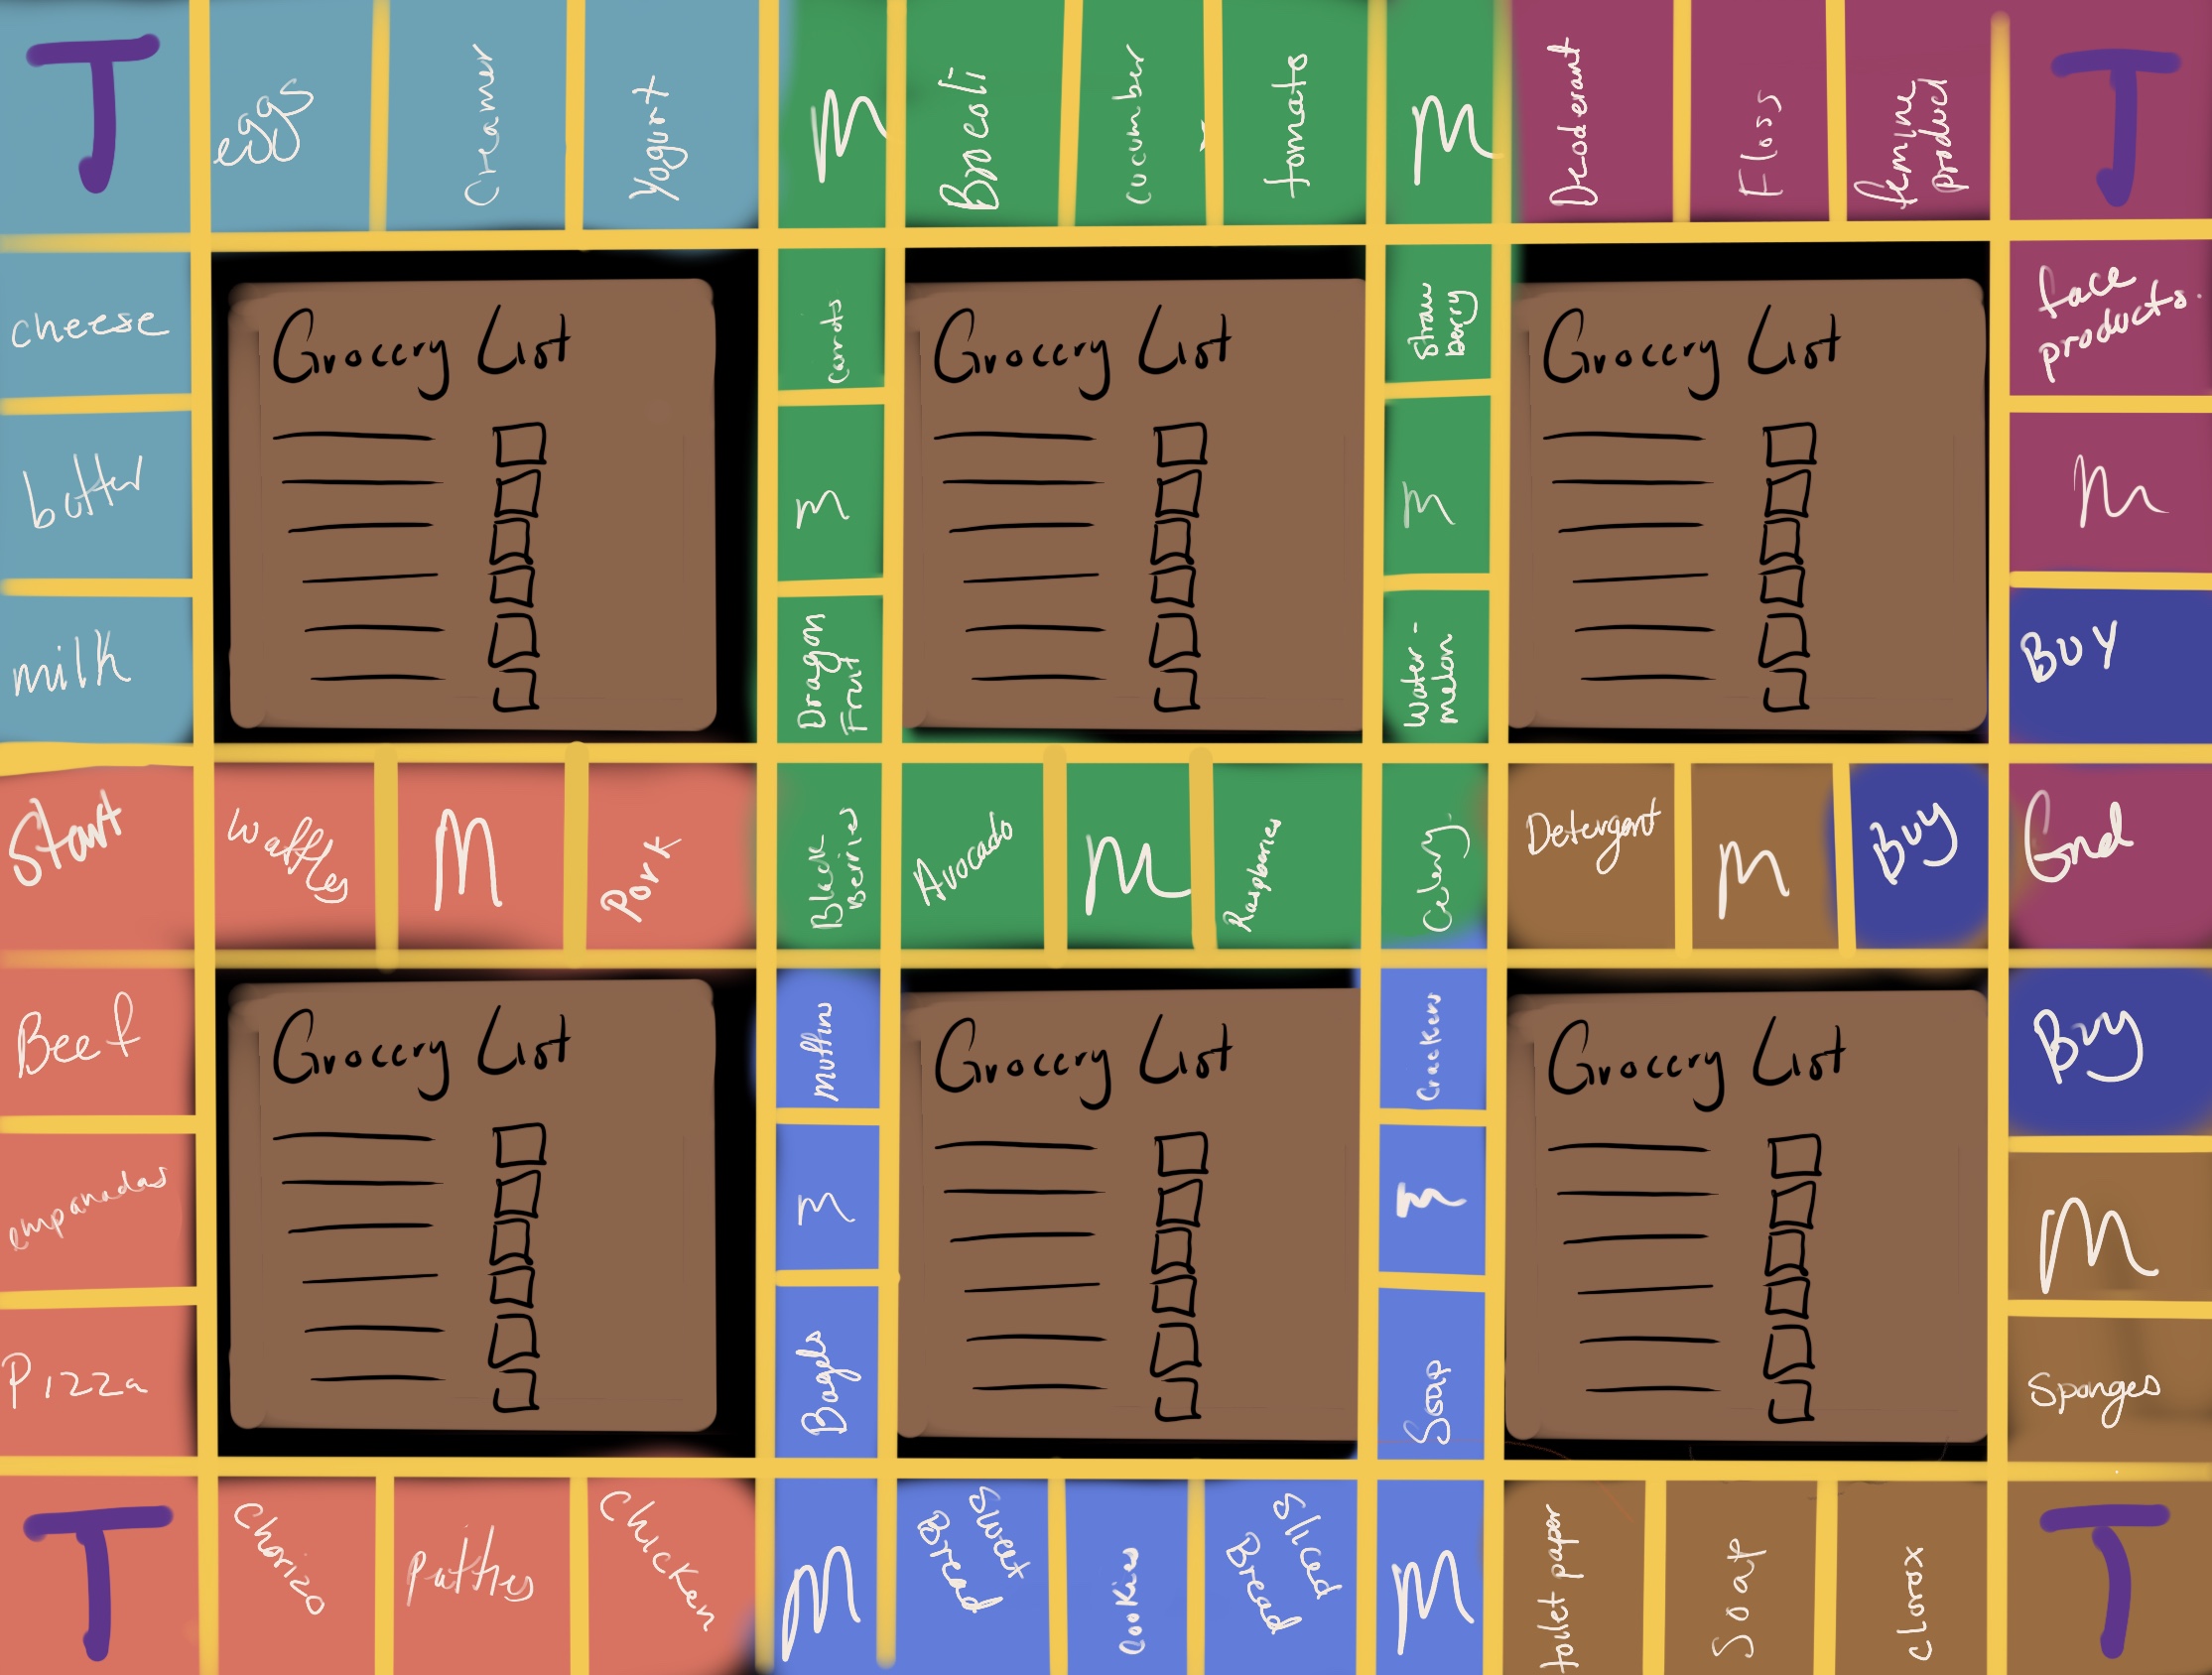 T
eggs
Creamer
Yogurt
M
Brcoli
Cucumber
tomato
M
Deoderant
Floss
femine
product
T
cheese
Grocery List
carrots
Grocery List
Straw
berry
Grocery List
face
products.
butter
M
M
M
milk
Dragon
Fruit
Water-
melon
BUY
Start
Waffles
M
Pork
Black
Berries
Avocado
M
Raspberries
Celery
Detergent
M
Buy
End
Beef
Grocery List
Muffins
Grocery List
Crackers
Grocery List
Buy
empanadas
M
M
M
Pizza
Bagels
Soap
Sponges
T
Chorizo
Patties
Chicken
M
Sweet
Bread
Cookies
Sliced
Bread
M
toilet paper
Soap
clorox
T